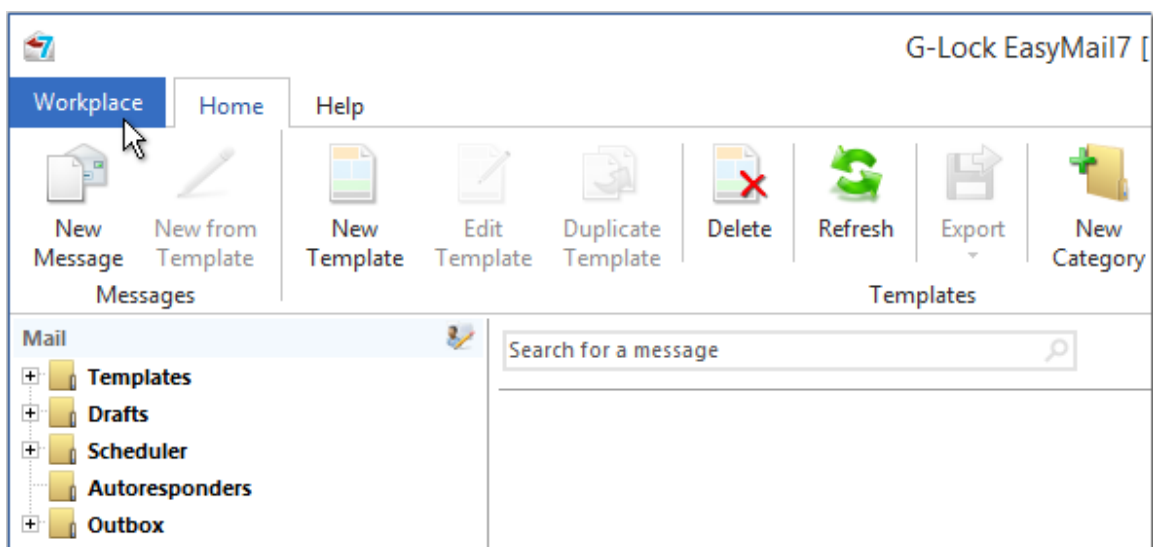 7
G-Lock EasyMail7 [
Workplace Home Help
New Message
New from Template
New Template
Edit Template
Duplicate Template
Delete
Refresh
Export
New Category
Messages
Templates
Mail
Search for a message
Templates
Drafts
Scheduler
Autoresponders
Outbox